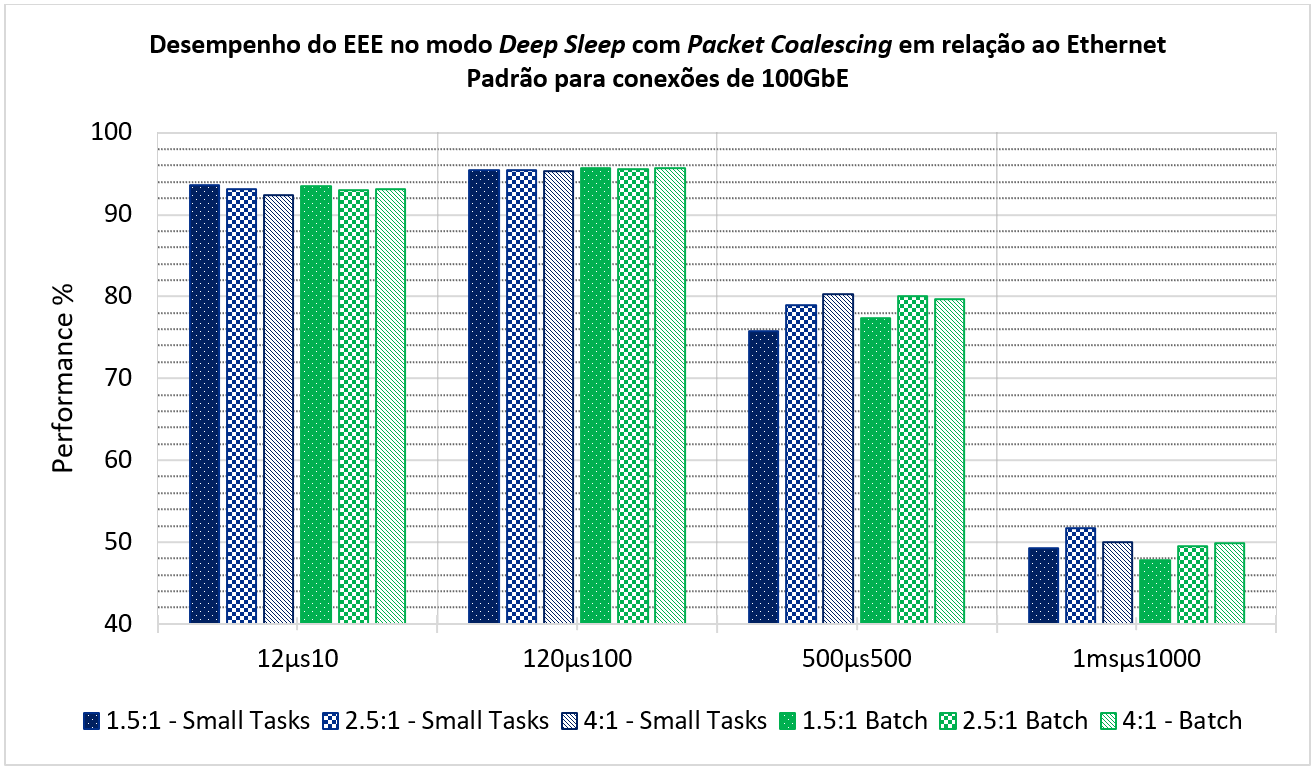 Desempenho do EEE no modo Deep Sleep com Packet Coalescing em relação ao Ethernet
Padrão para conexões de 100GbE
Performance %
100
90
80
70
60
50
40
12µs10
120µs100
500µs500
1msµs1000
1.5:1 - Small Tasks
2.5:1 - Small Tasks
4:1 - Small Tasks
1.5:1 Batch
2.5:1 Batch
4:1 - Batch